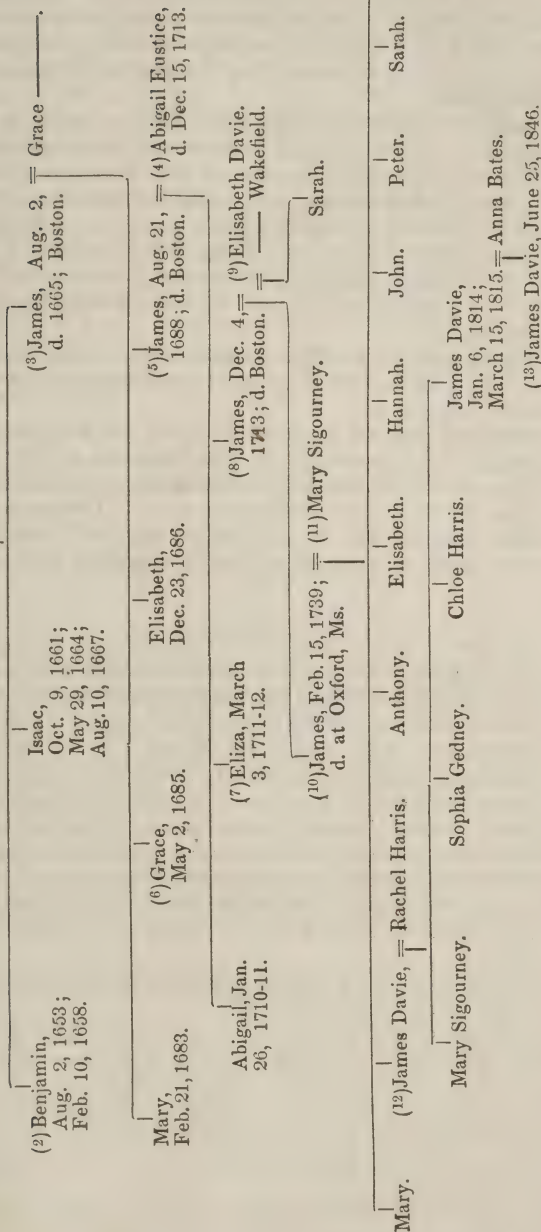 (2)Benjamin,
Aug. 2, 1653;
Feb. 10, 1658.
Isaac,
Oct. 9, 1661;
May 29, 1664;
Aug. 10, 1667.
(3)James, Aug. 2,
d. 1665; Boston.
= Grace ———.
Mary,
Feb. 21, 1683.
(6)Grace,
May 2, 1685.
Elisabeth,
Dec. 23, 1686.
(5)James, Aug. 21,
1688; d. Boston.
= (4)Abigail Eustice,
d. Dec. 15, 1713.
Abigail, Jan.
26, 1710-11.
(7)Eliza, March
3, 1711-12.
(8)James, Dec. 4,
1713; d. Boston.
= (9)Elisabeth Davie.
= ——— Wakefield.
(10)James, Feb. 15, 1739;
d. at Oxford, Ms.
= (11)Mary Sigourney.
Sarah.
Mary.
(12)James Davie, = Rachel Harris.
Anthony.
Elisabeth.
Hannah.
John.
Peter.
Sarah.
Mary Sigourney.
Sophia Gedney.
Chloe Harris.
James Davie,
Jan. 6, 1814;
March 15, 1815. = Anna Bates.
(13)James Davie, June 25, 1846.